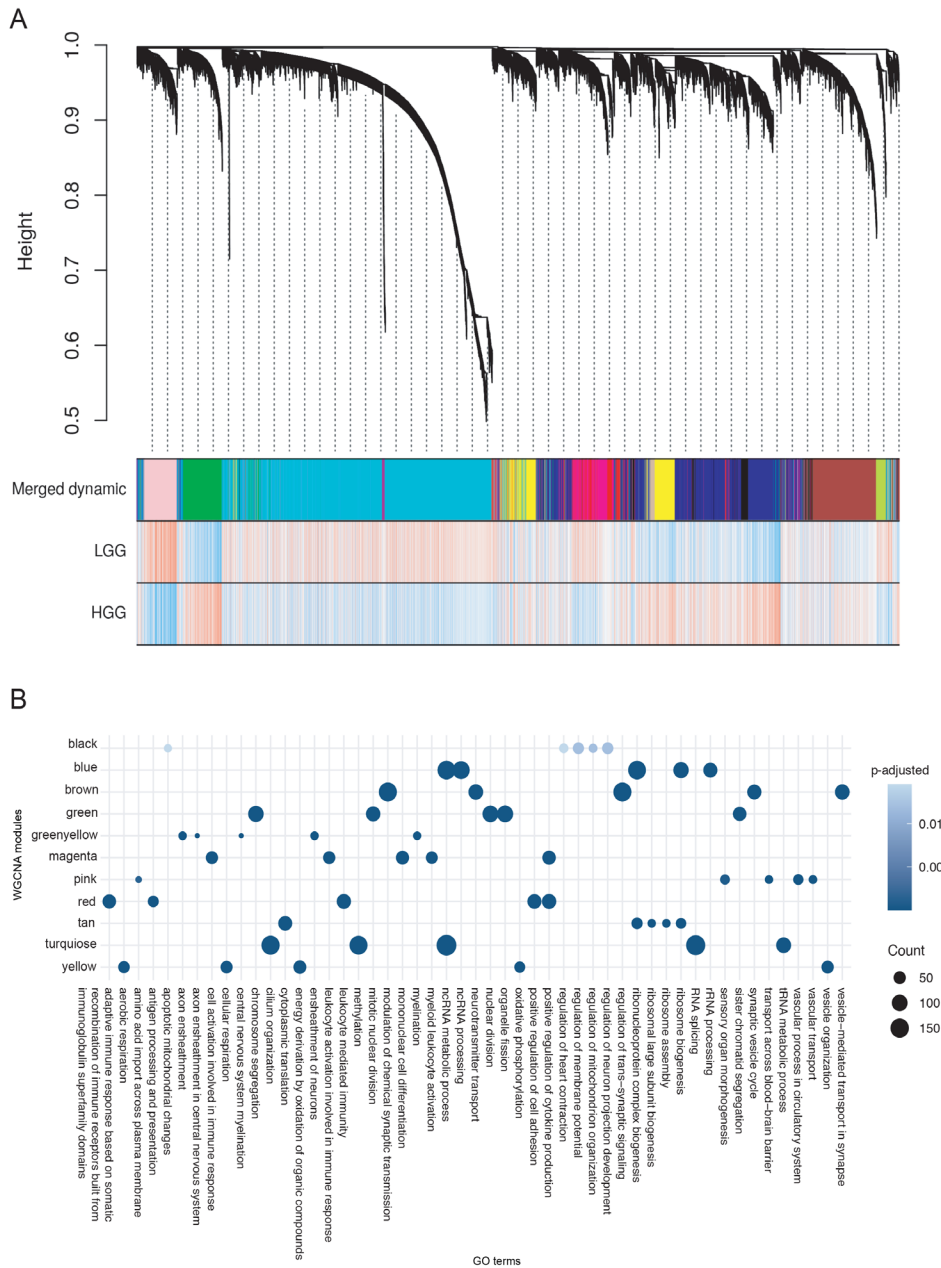 A
Height
1.0
0.9
0.8
0.7
0.6
0.5
Merged dynamic
LGG
HGG
B
WGCNA modules
black
blue
brown
green
greenyellow
magenta
pink
red
tan
turquiose
yellow
adaptive immune response based on somatic
recombination of immune receptors built from
immunoglobulin superfamily domains
aerobic respiration
amino acid import across plasma membrane
antigen processing and presentation
apoptotic mitochondrial changes
axon ensheathment
axon ensheathment in central nervous system
cell activation involved in immune response
cellular respiration
central nervous system myelination
chromosome segregation
cilium organization
cytoplasmic translation
energy derivation by oxidation of organic compounds
ensheathment of neurons
leukocyte activation involved in immune response
leukocyte mediated immunity
methylation
mitotic nuclear division
modulation of chemical synaptic transmission
mononuclear cell differentiation
myelination
myeloid leukocyte activation
ncRNA metabolic process
ncRNA processing
neurotransmitter transport
nuclear division
organelle fission
oxidative phosphorylation
positive regulation of cell adhesion
positive regulation of cytokine production
regulation of heart contraction
regulation of membrane potential
regulation of mitochondrion organization
regulation of neuron projection development
regulation of trans−synaptic signaling
ribonucleoprotein complex biogenesis
ribosomal large subunit biogenesis
ribosome assembly
ribosome biogenesis
RNA splicing
rRNA processing
sensory organ morphogenesis
sister chromatid segregation
synaptic vesicle cycle
transport across blood−brain barrier
tRNA metabolic process
vascular process in circulatory system
vascular transport
vesicle organization
vesicle−mediated transport in synapse
GO terms
p-adjusted
0.01
0.00
Count
50
100
150